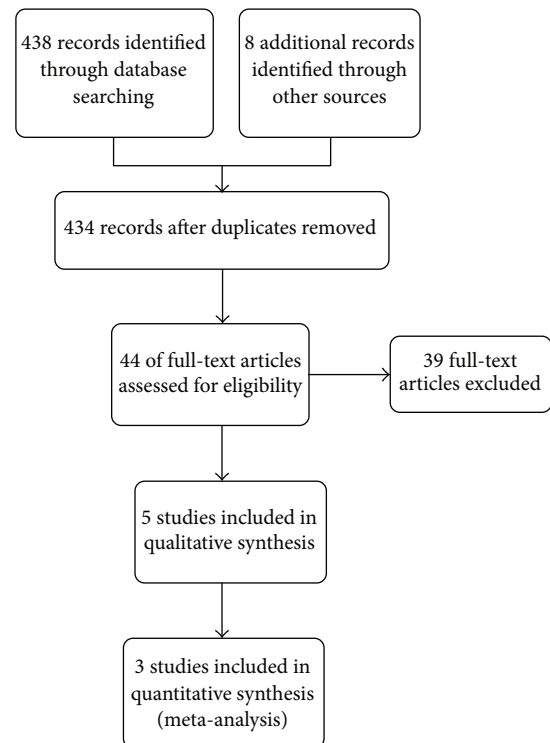 438 records identified
through database
searching
8 additional records
identified through
other sources
434 records after duplicates removed
44 of full-text articles
assessed for eligibility
39 full-text
articles excluded
5 studies included in
qualitative synthesis
3 studies included in
quantitative synthesis
(meta-analysis)